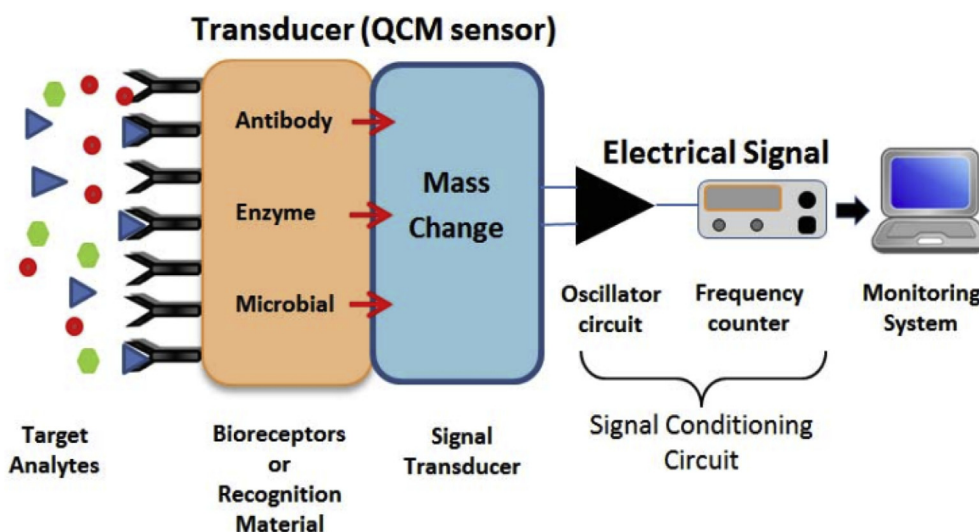 Transducer (QCM sensor)
Antibody
Enzyme
Microbial
Mass
Change
Electrical Signal
Oscillator
circuit
Frequency
counter
Monitoring
System
Signal Conditioning
Circuit
Target
Analytes
Bioreceptors
or
Recognition
Material
Signal
Transducer